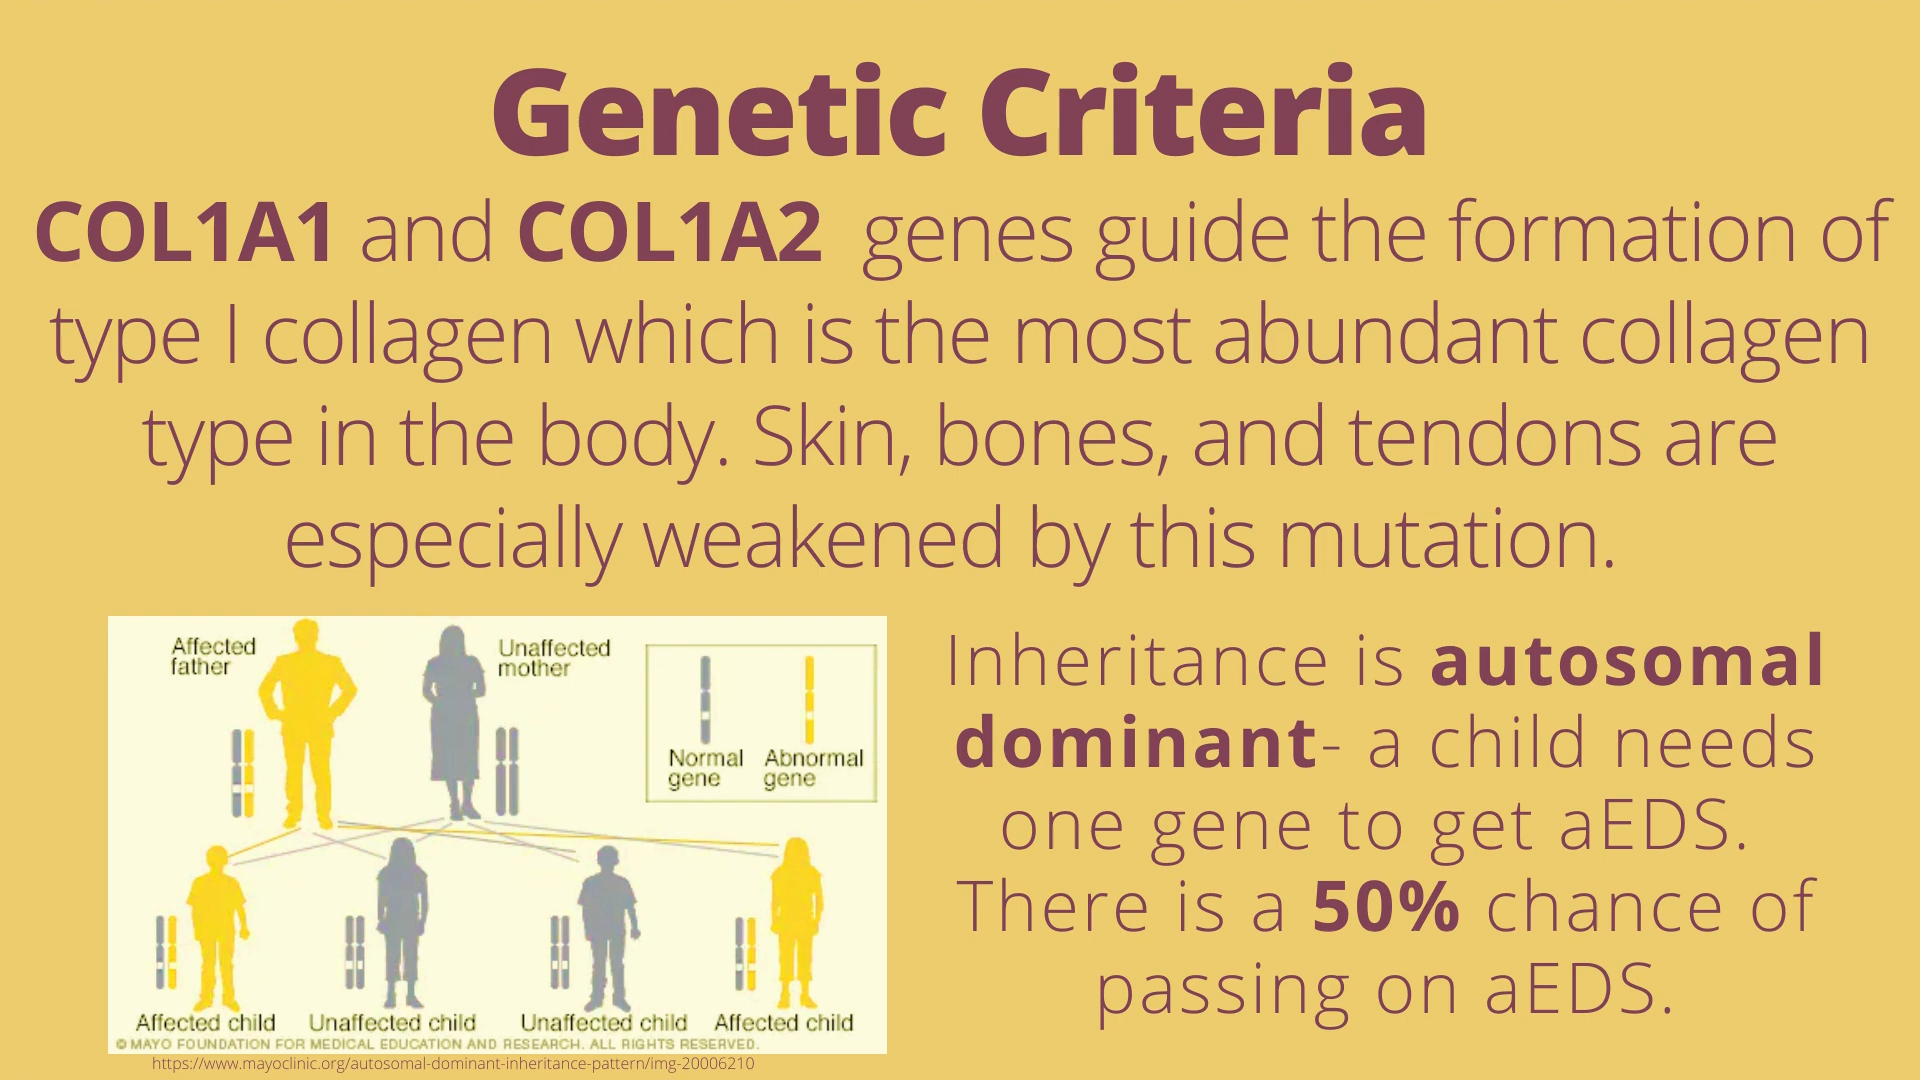 Genetic Criteria
COL1A1 and COL1A2 genes guide the formation of
type I collagen which is the most abundant collagen
type in the body. Skin, bones, and tendons are
especially weakened by this mutation.
Affected
father
Unaffected
mother
Normal
gene
Abnormal
gene
Affected child
Unaffected child
Unaffected child
Affected child
© MAYO FOUNDATION FOR MEDICAL EDUCATION AND RESEARCH. ALL RIGHTS RESERVED.
https://www.mayoclinic.org/autosomal-dominant-inheritance-pattern/img-20006210
Inheritance is autosomal
dominant- a child needs
one gene to get aEDS.
There is a 50% chance of
passing on aEDS.